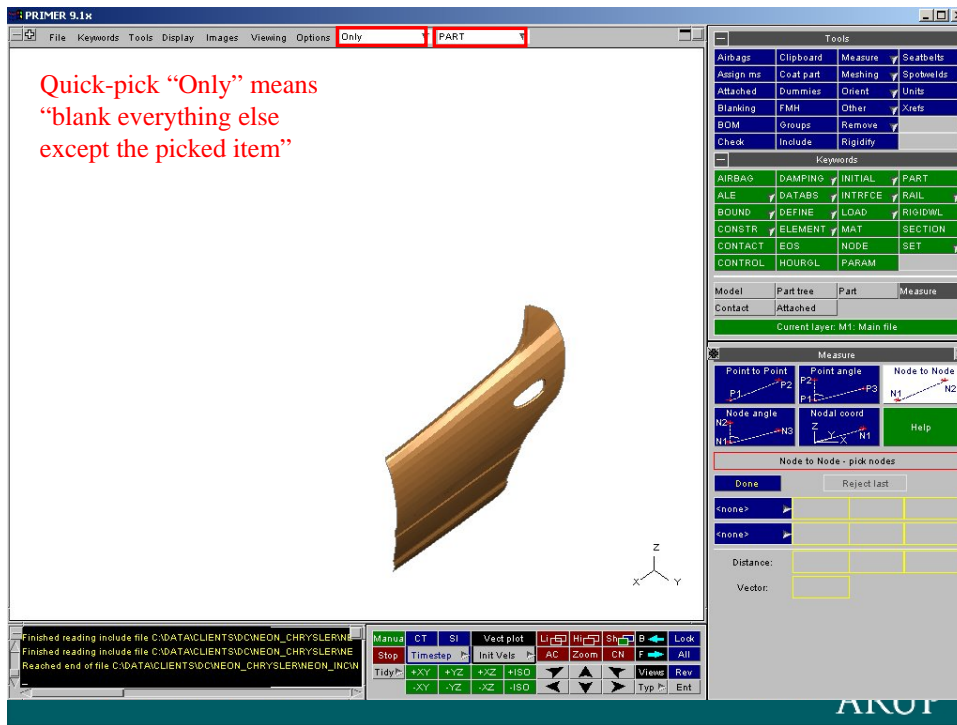 PRIMER 9.1x
File Keywords Tools Display Images Viewing Options Only PART
Quick-pick “Only” means
“blank everything else
except the picked item”
Z
X Y
Tools
Airbags Clipboard Measure Seatbelts
Assign ms Coat part Meshing Spotwelds
Attached Dummies Orient Units
Blanking FMH Other Xrefs
BOM Groups Remove
Check Include Rigidify
Keywords
AIRBAG DAMPING INITIAL PART
ALE DATABS INTRFCE RAIL
BOUND DEFINE LOAD RIGIDWL
CONSTR ELEMENT MAT SECTION
CONTACT EOS NODE SET
CONTROL HOURGL PARAM
Model Part tree Part Measure
Contact Attached
Current layer: M1: Main file
Measure
Point to Point Point angle Node to Node
P1 P2 P2 P1 P3 N1 N2
Node angle Nodal coord Help
N2 N1 N3 Z Y X N1
Node to Node - pick nodes
Done Reject last
<none>
<none>
Distance:
Vector:
Finished reading include file C:\DATA\CLIENTS\DC\NEON_CHRYSLER\NE
Finished reading include file C:\DATA\CLIENTS\DC\NEON_CHRYSLER\NE
Reached end of file C:\DATA\CLIENTS\DC\NEON_CHRYSLER\NEON_INC\N
Manua CT SI Vect plot Li Hi Sh B Lock
Stop Timestep Init Vels AC Zoom CN F All
Tidy +XY +YZ +XZ +ISO Views Rev
-XY -YZ -XZ -ISO Typ Ent
ARUP